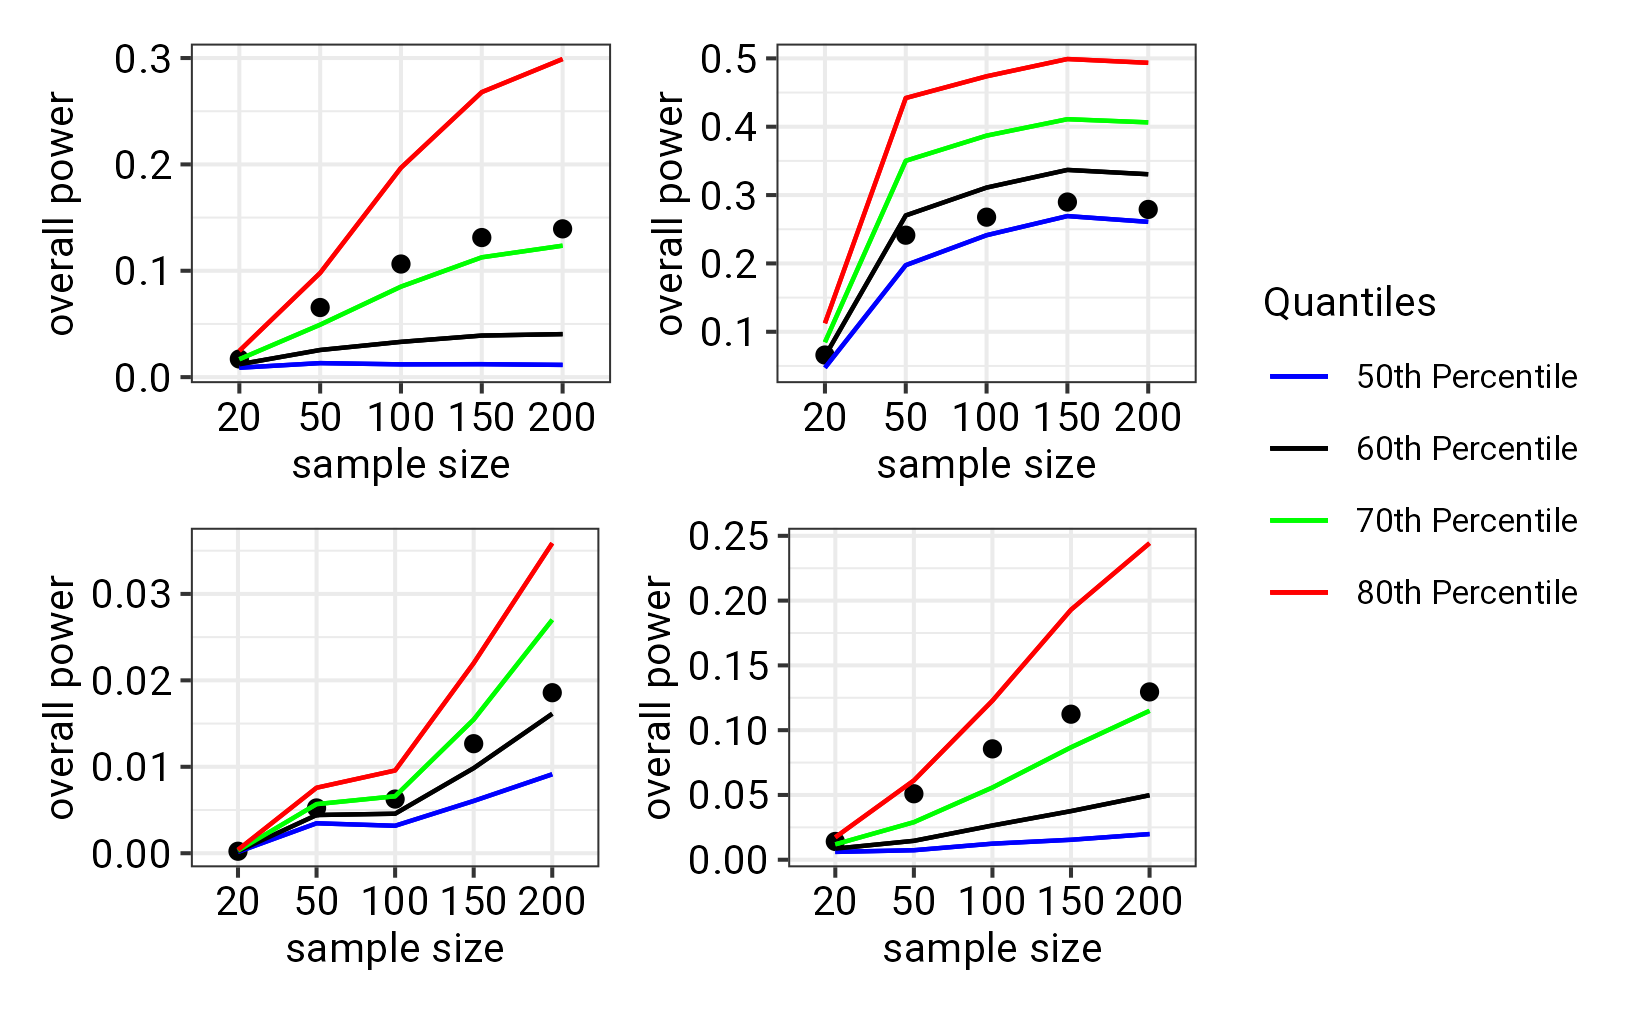 0.3
0.2
0.1
0.0
overall power
20 50 100 150 200
sample size
0.5
0.4
0.3
0.2
0.1
overall power
20 50 100 150 200
sample size
0.03
0.02
0.01
0.00
overall power
20 50 100 150 200
sample size
0.25
0.20
0.15
0.10
0.05
0.00
overall power
20 50 100 150 200
sample size
Quantiles
50th Percentile
60th Percentile
70th Percentile
80th Percentile